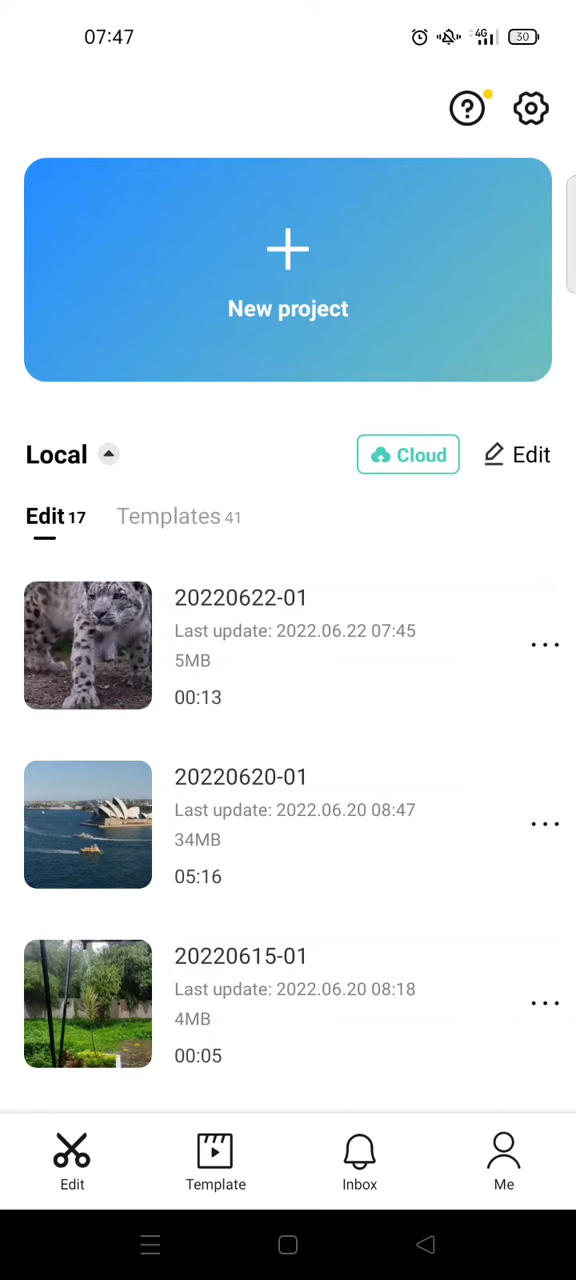 07:47
4G
30
New project
Local
Cloud
Edit
Edit 17
Templates 41
20220622-01
Last update: 2022.06.22 07:45
5MB
00:13
20220620-01
Last update: 2022.06.20 08:47
34MB
05:16
20220615-01
Last update: 2022.06.20 08:18
4MB
00:05
Edit
Template
Inbox
Me